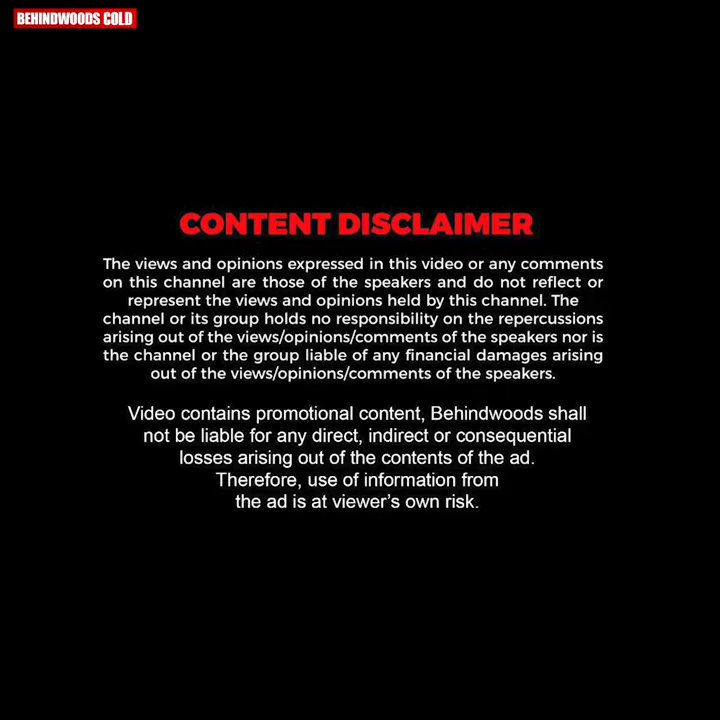 BEHINDWOODS COLD
CONTENT DISCLAIMER
The views and opinions expressed in this video or any comments
on this channel are those of the speakers and do not reflect or
represent the views and opinions held by this channel. The
channel or its group holds no responsibility on the repercussions
arising out of the views/opinions/comments of the speakers nor is
the channel or the group liable of any financial damages arising
out of the views/opinions/comments of the speakers.
Video contains promotional content, Behindwoods shall
not be liable for any direct, indirect or consequential
losses arising out of the contents of the ad.
Therefore, use of information from
the ad is at viewer's own risk.